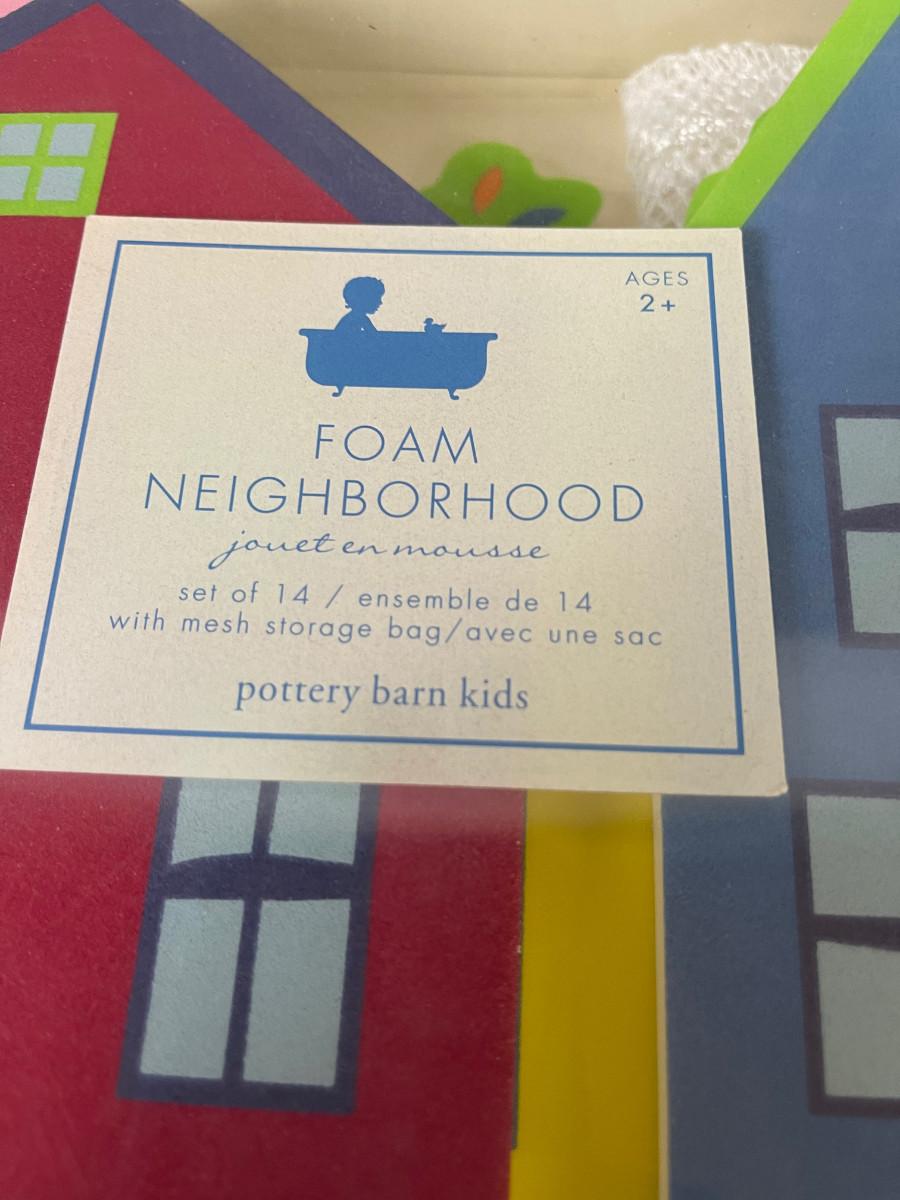 AGES
2+
FOAM
NEIGHBORHOOD
jouet en mousse
set of 14 / ensemble de 14
with mesh storage bag/avec une sac
pottery barn kids